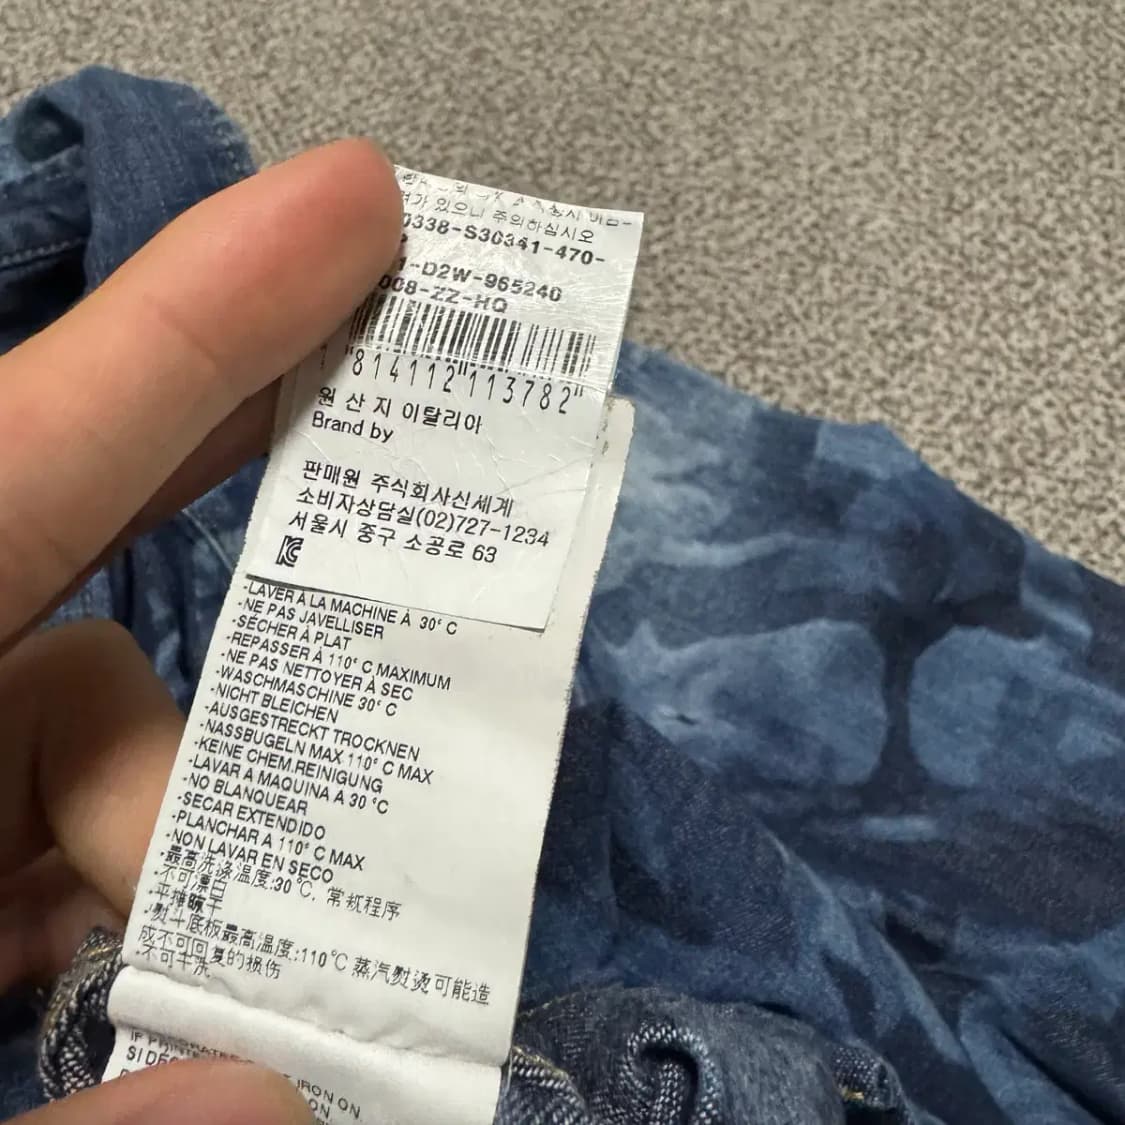 가 있으니 주의하십시오
0338-S30341-470-
1-D2W-965240
008-ZZ-HQ
814112 113782
원산지 이탈리아
Brand by
판매원 주식회사신세계
소비자상담실(02)727-1234
서울시 중구 소공로 63
-LAVER À LA MACHINE À 30° C
-NE PAS JAVELLISER
-SÉCHER À PLAT
-REPASSER À 110° C MAXIMUM
-NE PAS NETTOYER À SEC
-WASCHMASCHINE 30° C
-NICHT BLEICHEN
-AUSGESTRECKT TROCKNEN
-NASSBUGELN MAX 110° C MAX
-KEINE CHEM.REINIGUNG
-LAVAR A MAQUINA A 30 °C
-NO BLANQUEAR
-SECAR EXTENDIDO
-PLANCHAR A 110° C MAX
-NON LAVAR EN SECO
-最高洗涤温度:30℃, 常规程序
-不可漂白
-平摊晾干
-熨斗底板最高温度:110℃ 蒸汽熨烫可能造
成不可回复的损伤
-不可干洗
IRON ON